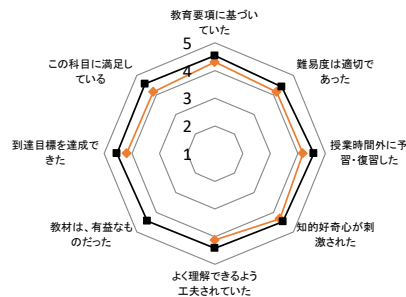 教育要項に基づい
ていた
難易度は適切で
あった
授業時間外に予
習・復習した
知的好奇心が刺
激された
よく理解できるよう
工夫されていた
教材は、有益なも
のだった
到達目標を達成で
きた
この科目に満足し
ている
5
4
3
2
1